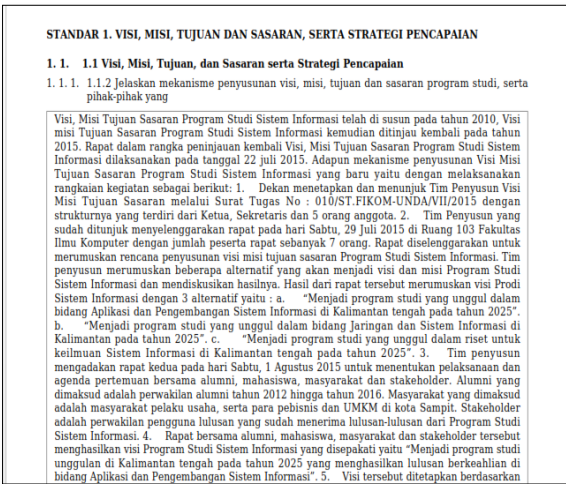 STANDAR 1. VISI, MISI, TUJUAN DAN SASARAN, SERTA STRATEGI PENCAPAIAN
1. 1. 1.1 Visi, Misi, Tujuan, dan Sasaran serta Strategi Pencapaian
1. 1. 1. 1.1.2 Jelaskan mekanisme penyusunan visi, misi, tujuan dan sasaran program studi, serta
pihak-pihak yang
Visi, Misi Tujuan Sasaran Program Studi Sistem Informasi telah di susun pada tahun 2010, Visi
misi Tujuan Sasaran Program Studi Sistem Informasi kemudian ditinjau kembali pada tahun
2015. Rapat dalam rangka peninjauan kembali Visi, Misi Tujuan Sasaran Program Studi Sistem
Informasi dilaksanakan pada tanggal 22 juli 2015. Adapun mekanisme penyusunan Visi Misi
Tujuan Sasaran Program Studi Sistem Informasi yang baru yaitu dengan melaksanakan
rangkaian kegiatan sebagai berikut: 1. Dekan menetapkan dan menunjuk Tim Penyusun Visi
Misi Tujuan Sasaran melalui Surat Tugas No : 010/ST.FIKOM-UNDA/VII/2015 dengan
strukturnya yang terdiri dari Ketua, Sekretaris dan 5 orang anggota. 2. Tim Penyusun yang
sudah ditunjuk menyelenggarakan rapat pada hari Sabtu, 29 Juli 2015 di Ruang 103 Fakultas
Ilmu Komputer dengan jumlah peserta rapat sebanyak 7 orang. Rapat diselenggarakan untuk
merumuskan rencana penyusunan visi misi tujuan sasaran Program Studi Sistem Informasi. Tim
penyusun merumuskan beberapa alternatif yang akan menjadi visi dan misi Program Studi
Sistem Informasi dan mendiskusikan hasilnya. Hasil dari rapat tersebut merumuskan visi Prodi
Sistem Informasi dengan 3 alternatif yaitu : a. “Menjadi program studi yang unggul dalam
bidang Aplikasi dan Pengembangan Sistem Informasi di Kalimantan tengah pada tahun 2025”.
b. “Menjadi program studi yang unggul dalam bidang Jaringan dan Sistem Informasi di
Kalimantan pada tahun 2025”. c. “Menjadi program studi yang unggul dalam riset untuk
keilmuan Sistem Informasi di Kalimantan tengah pada tahun 2025”. 3. Tim penyusun
mengadakan rapat kedua pada hari Sabtu, 1 Agustus 2015 untuk menentukan pelaksanaan dan
agenda pertemuan bersama alumni, mahasiswa, masyarakat dan stakeholder. Alumni yang
dimaksud adalah perwakilan alumni tahun 2012 hingga tahun 2016. Masyarakat yang dimaksud
adalah masyarakat pelaku usaha, serta para pebisnis dan UMKM di kota Sampit. Stakeholder
adalah perwakilan pengguna lulusan yang sudah menerima lulusan-lulusan dari Program Studi
Sistem Informasi. 4. Rapat bersama alumni, mahasiswa, masyarakat dan stakeholder tersebut
menghasilkan visi Program Studi Sistem Informasi yang disepakati yaitu “Menjadi program studi
unggulan di Kalimantan tengah pada tahun 2025 yang menghasilkan lulusan berkeahlian di
bidang Aplikasi dan Pengembangan Sistem Informasi”. 5. Visi tersebut ditetapkan berdasarkan